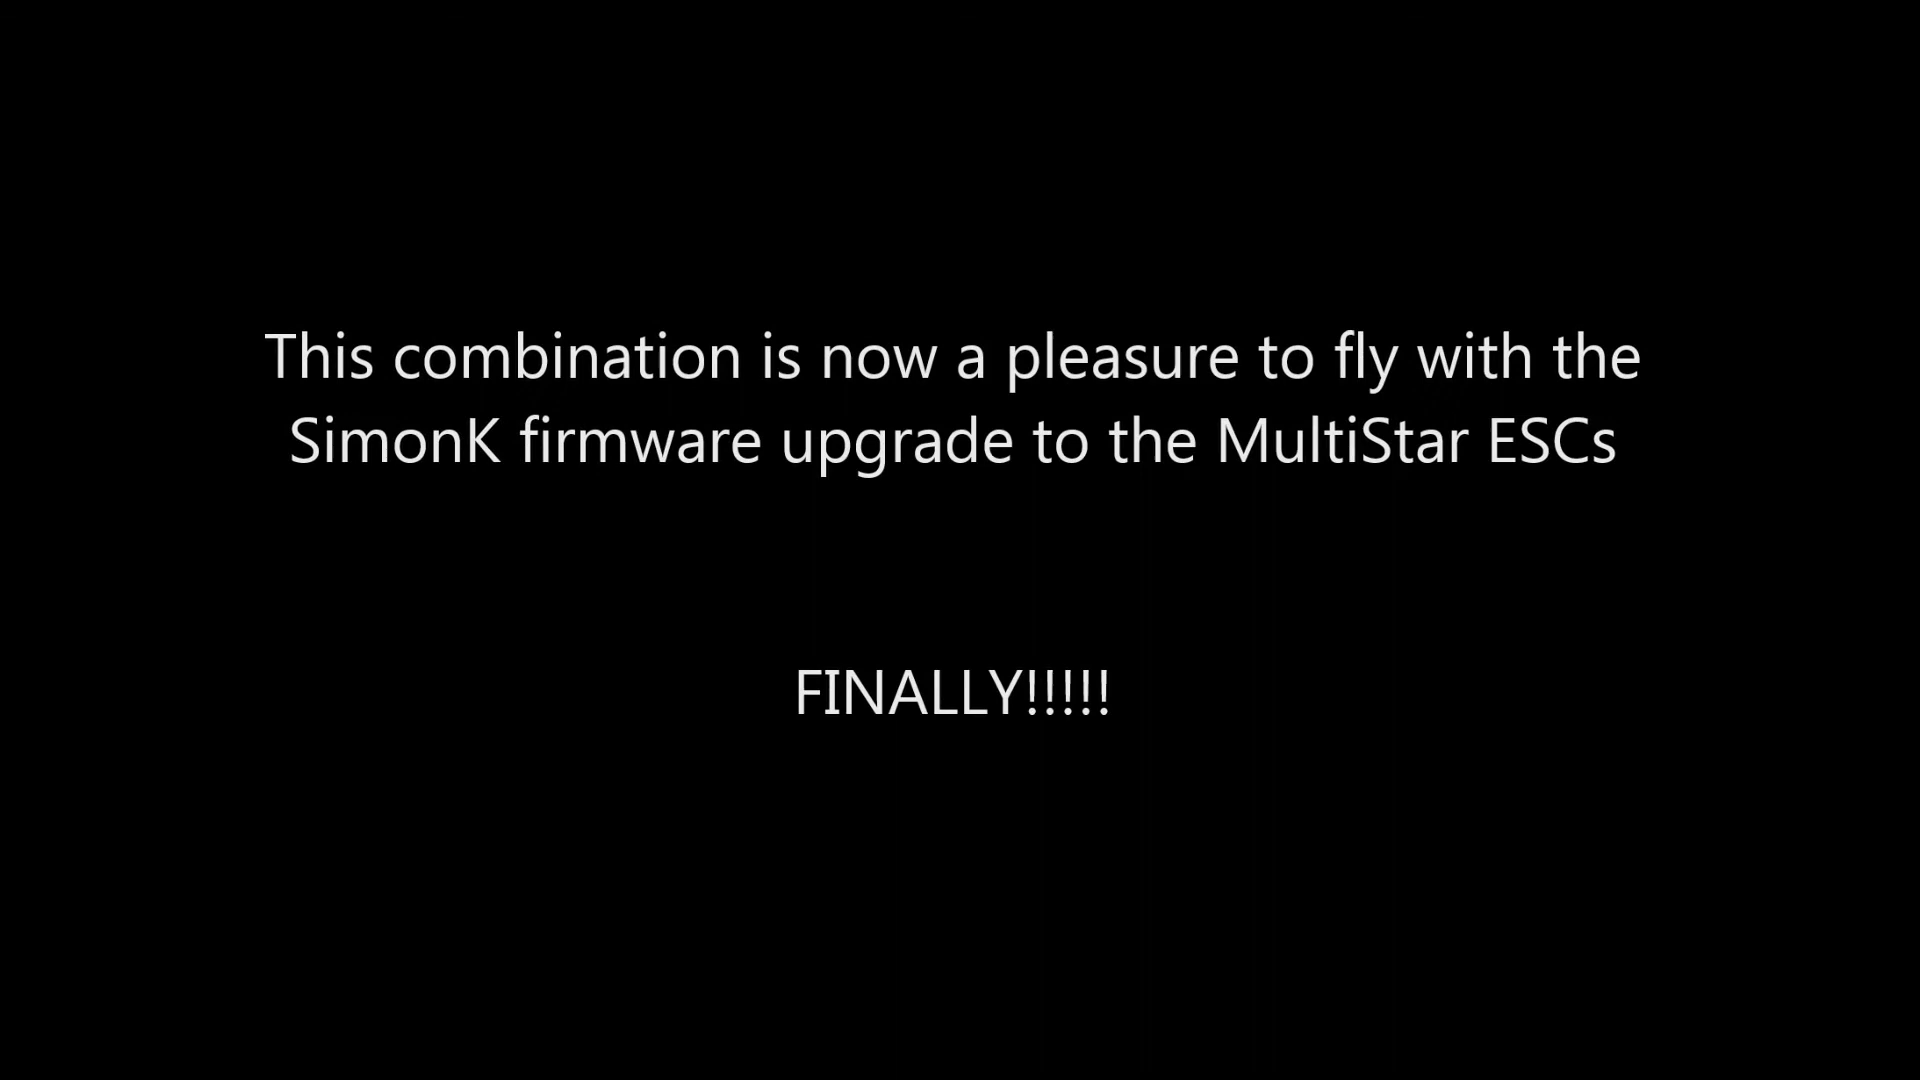 This combination is now a pleasure to fly with the
SimonK firmware upgrade to the MultiStar ESCs
FINALLY!!!!!